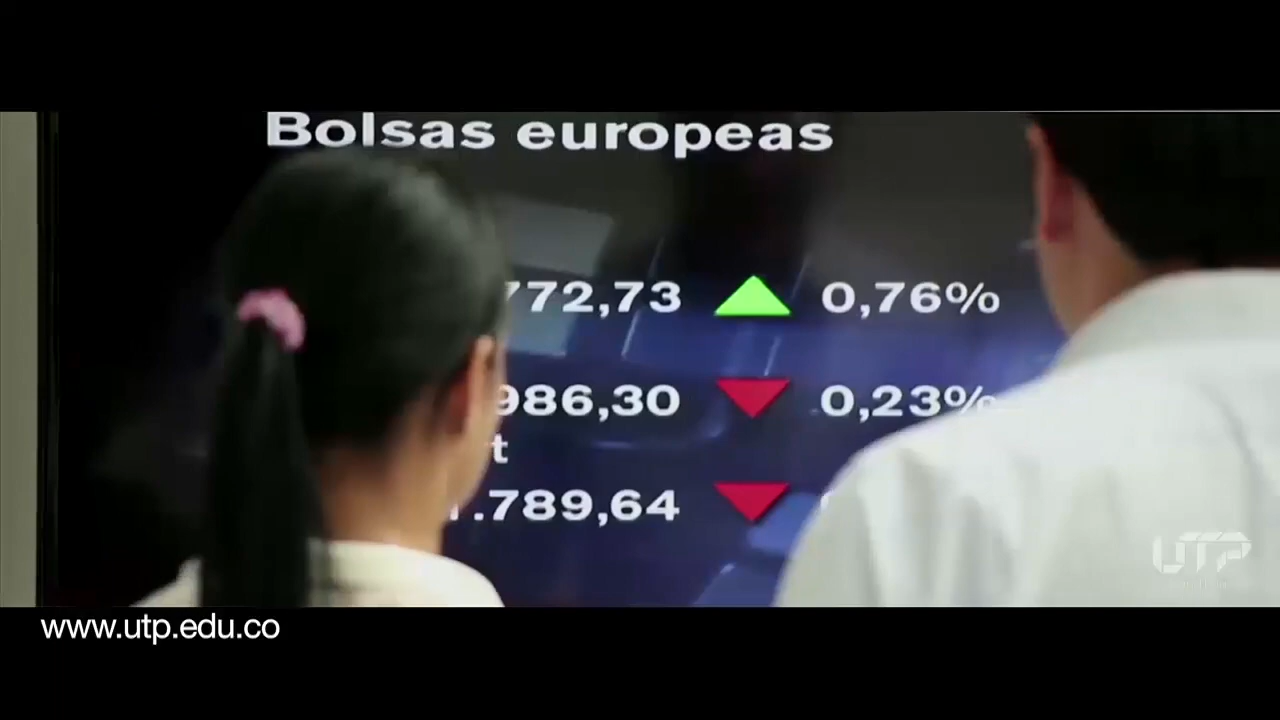 Bolsas europeas
772,73 0,76%
986,30 0,23%
t
.789,64
UTP
www.utp.edu.co